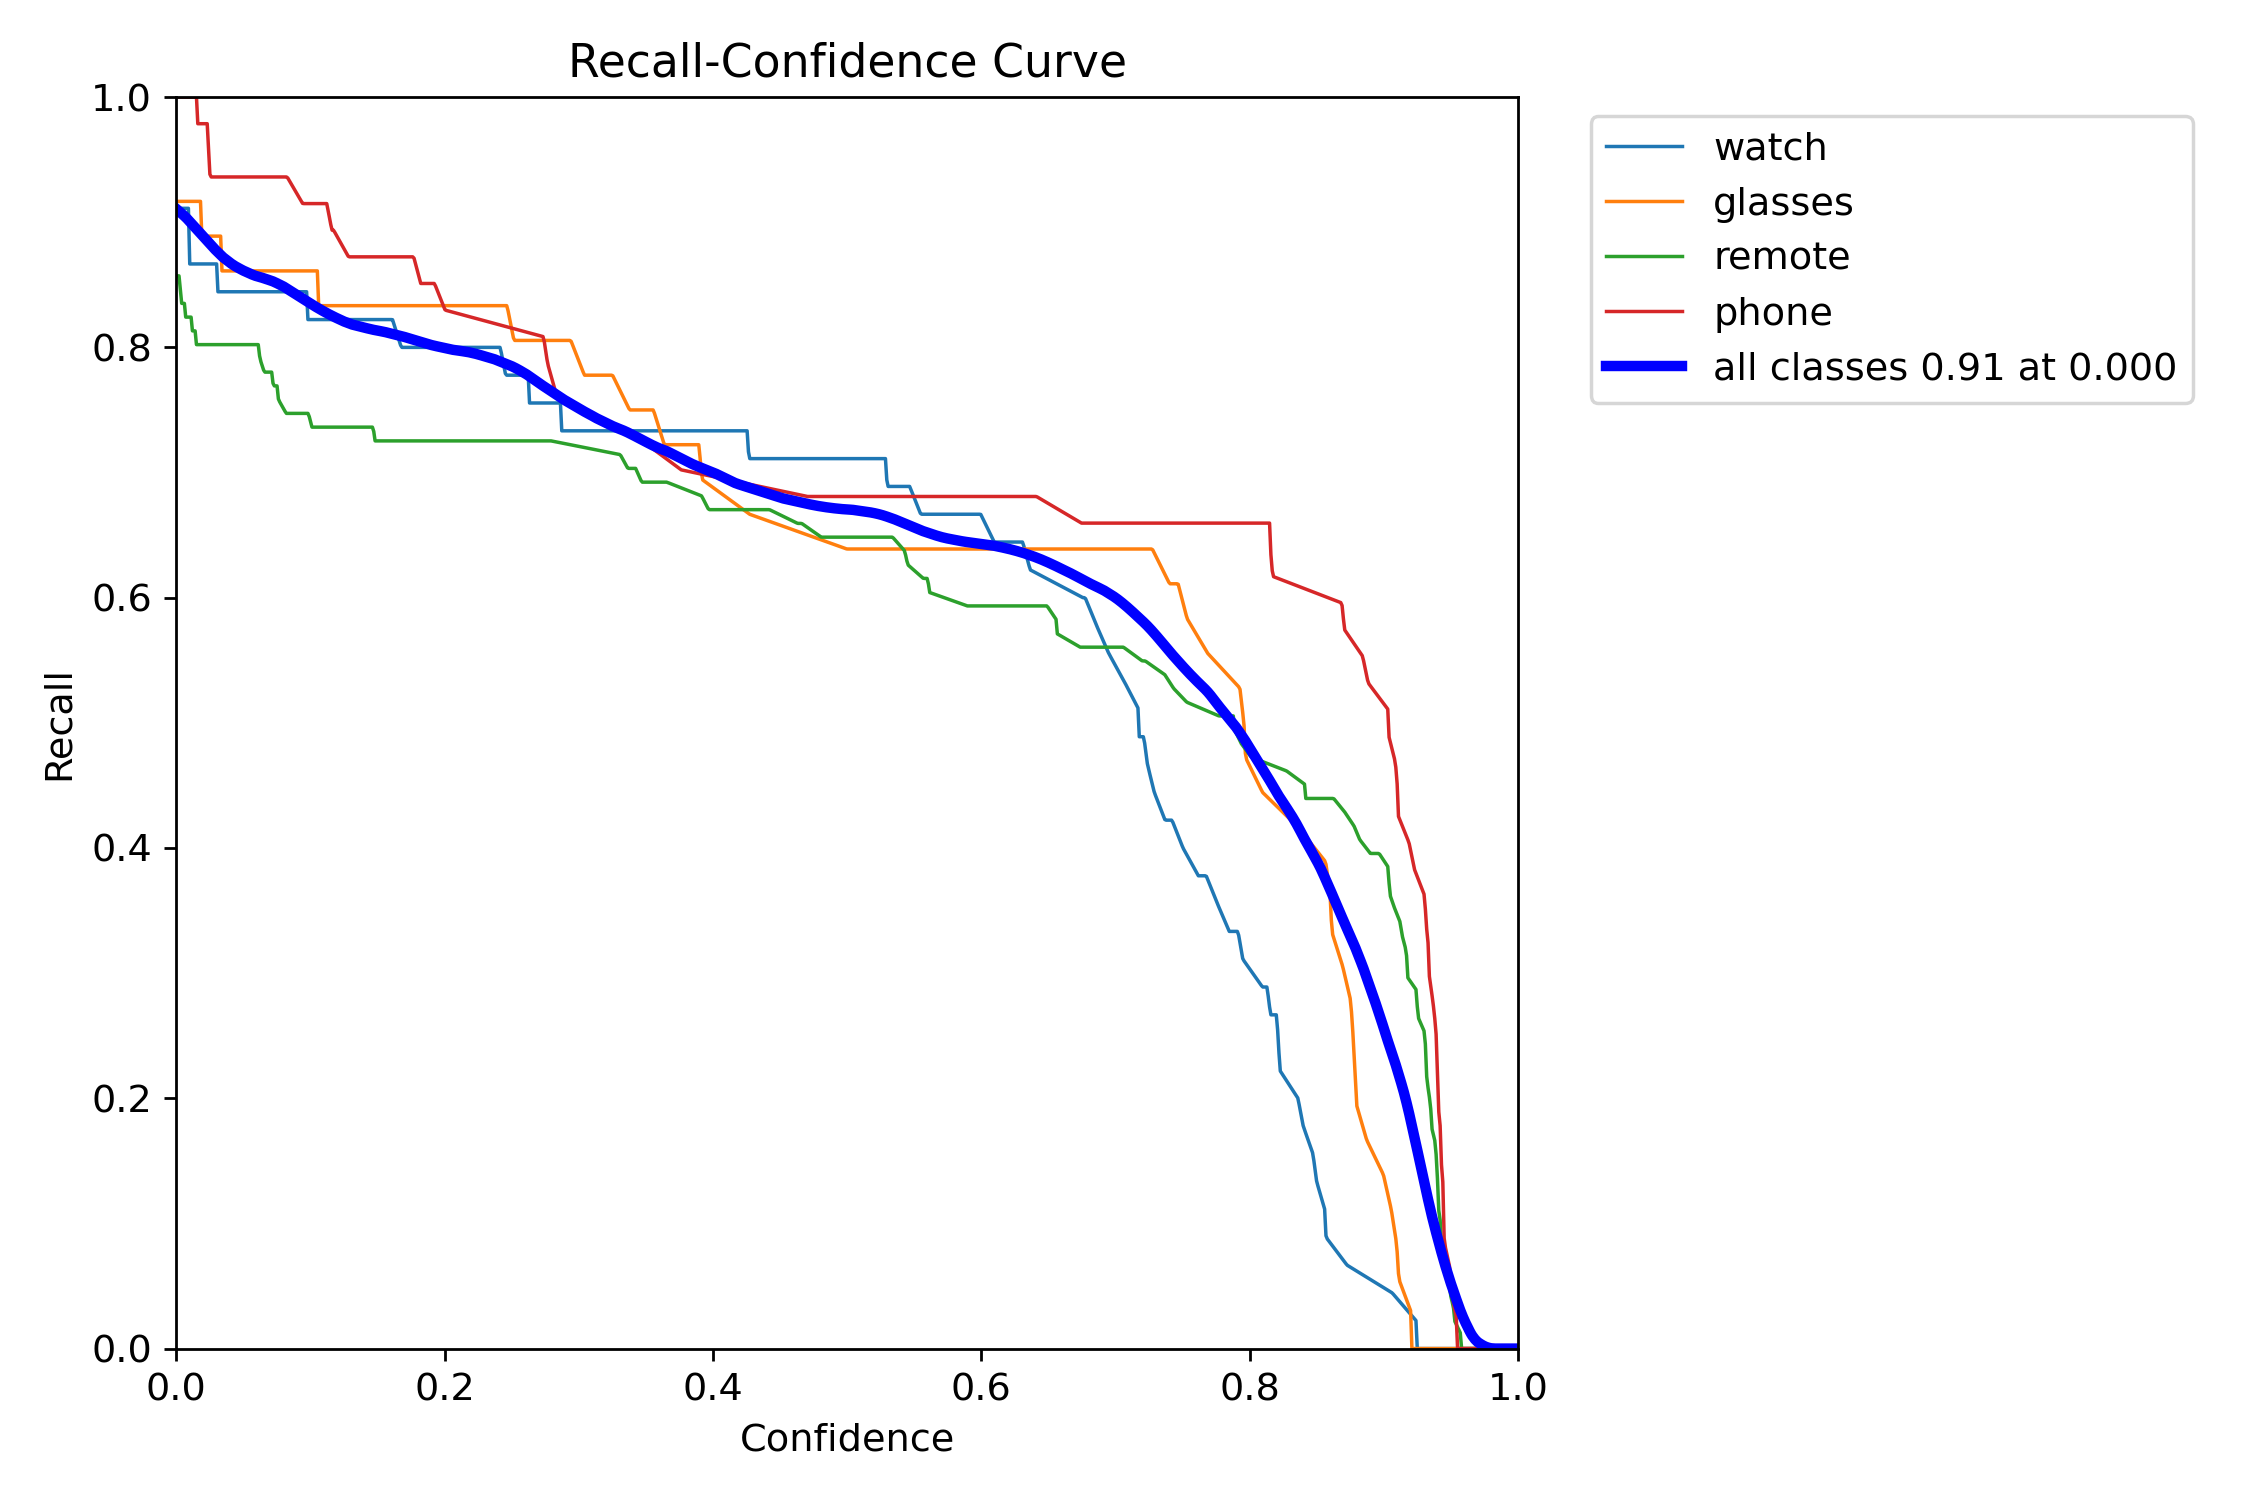 Recall-Confidence Curve
1.0
0.8
0.6
0.4
0.2
0.0
Recall
0.0 0.2 0.4 0.6 0.8 1.0
Confidence
watch
glasses
remote
phone
all classes 0.91 at 0.000